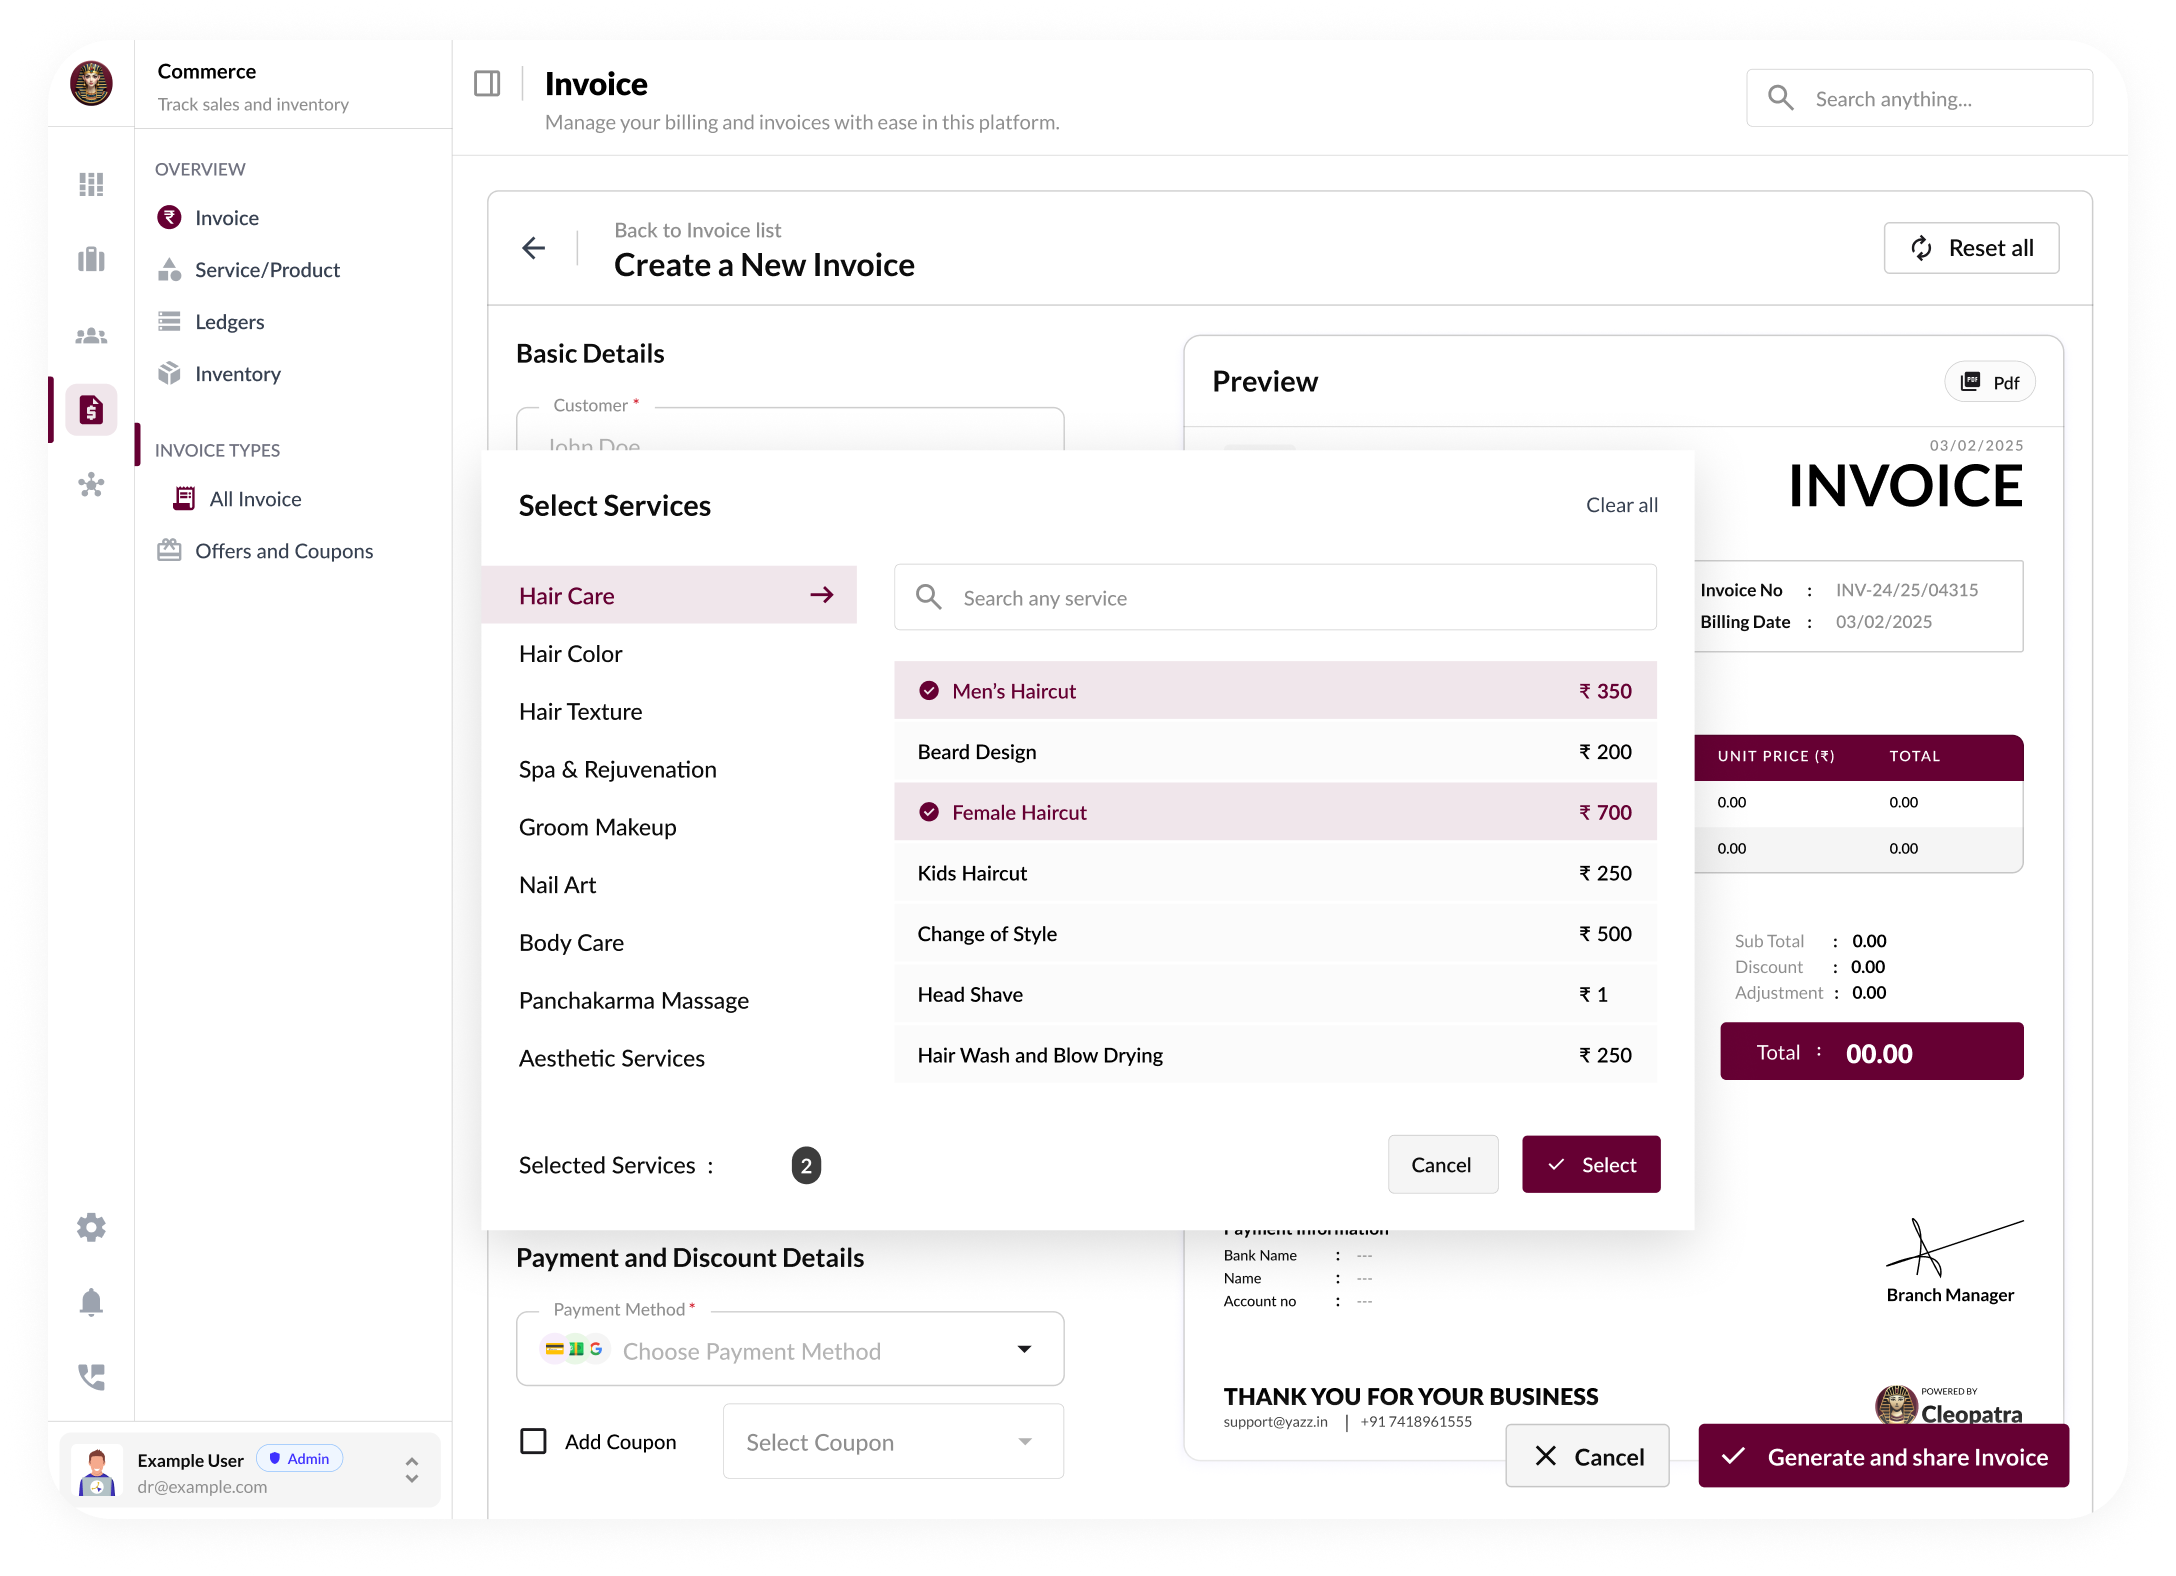 Commerce
Track sales and inventory
OVERVIEW
Invoice
Service/Product
Ledgers
Inventory
INVOICE TYPES
All Invoice
Offers and Coupons
Example User
Admin
dr@example.com
Invoice
Manage your billing and invoices with ease in this platform.
Search anything...
Back to Invoice list
Create a New Invoice
Reset all
Basic Details
Customer *
John Doe
Preview
PDF Pdf
03/02/2025
INVOICE
Invoice No : INV-24/25/04315
Billing Date : 03/02/2025
UNIT PRICE (₹) TOTAL
0.00 0.00
0.00 0.00
Sub Total : 0.00
Discount : 0.00
Adjustment : 0.00
Total : 00.00
Select Services
Clear all
Hair Care
Hair Color
Hair Texture
Spa & Rejuvenation
Groom Makeup
Nail Art
Body Care
Panchakarma Massage
Aesthetic Services
Search any service
Men’s Haircut ₹ 350
Beard Design ₹ 200
Female Haircut ₹ 700
Kids Haircut ₹ 250
Change of Style ₹ 500
Head Shave ₹ 1
Hair Wash and Blow Drying ₹ 250
Selected Services : 2
Cancel
Select
Payment and Discount Details
Payment Method *
Choose Payment Method
Add Coupon
Select Coupon
Payment Information
Bank Name : ---
Name : ---
Account no : ---
Branch Manager
THANK YOU FOR YOUR BUSINESS
support@yazz.in | +91 7418961555
POWERED BY
Cleopatra
Cancel
Generate and share Invoice